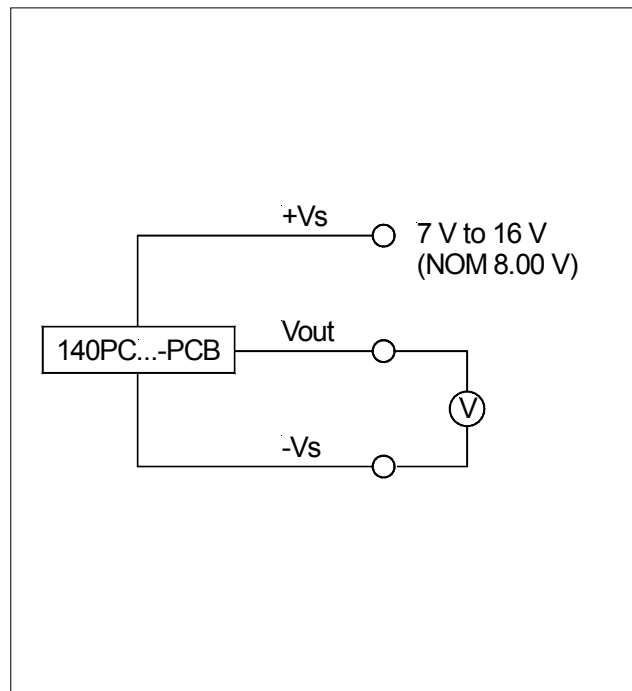 +Vs
7 V to 16 V
(NOM 8.00 V)
Vout
140PC...-PCB
V
-Vs